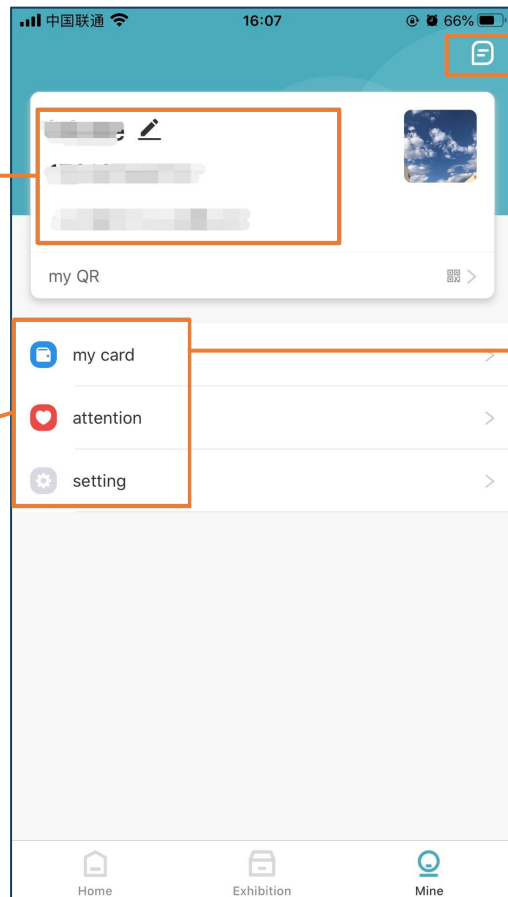 中国联通 16:07 66%
my QR
my card
attention
setting
Home Exhibition Mine